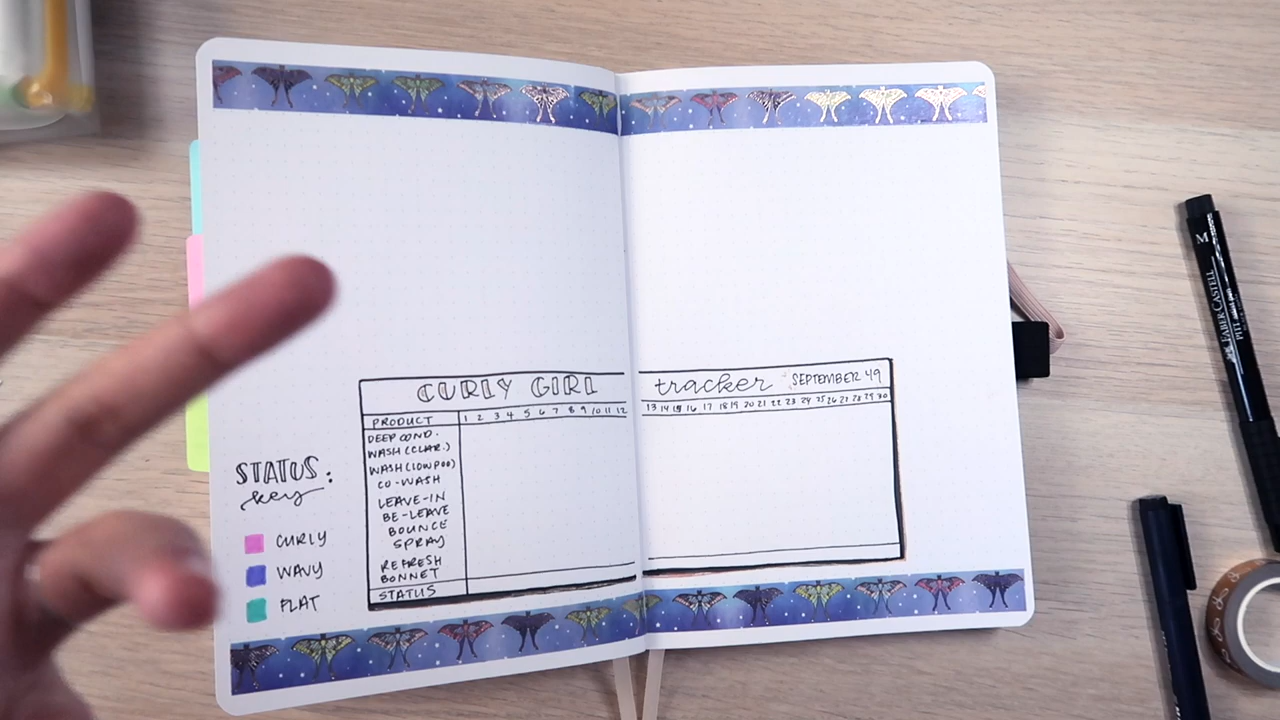 CURLY GIRL tracker SEPTEMBER '49
PRODUCT 1 2 3 4 5 6 7 8 9 10 11 12 13 14 15 16 17 18 19 20 21 22 23 24 25 26 27 28 29 30
DEEP COND.
WASH (CLAR.)
WASH (LOW POO)
CO-WASH
LEAVE-IN
BE-LEAVE
BOUNCE
SPRAY
REFRESH
BONNET
STATUS
STATUS:
key
CURLY
WAVY
FLAT
M
FABER CASTELL
PITT